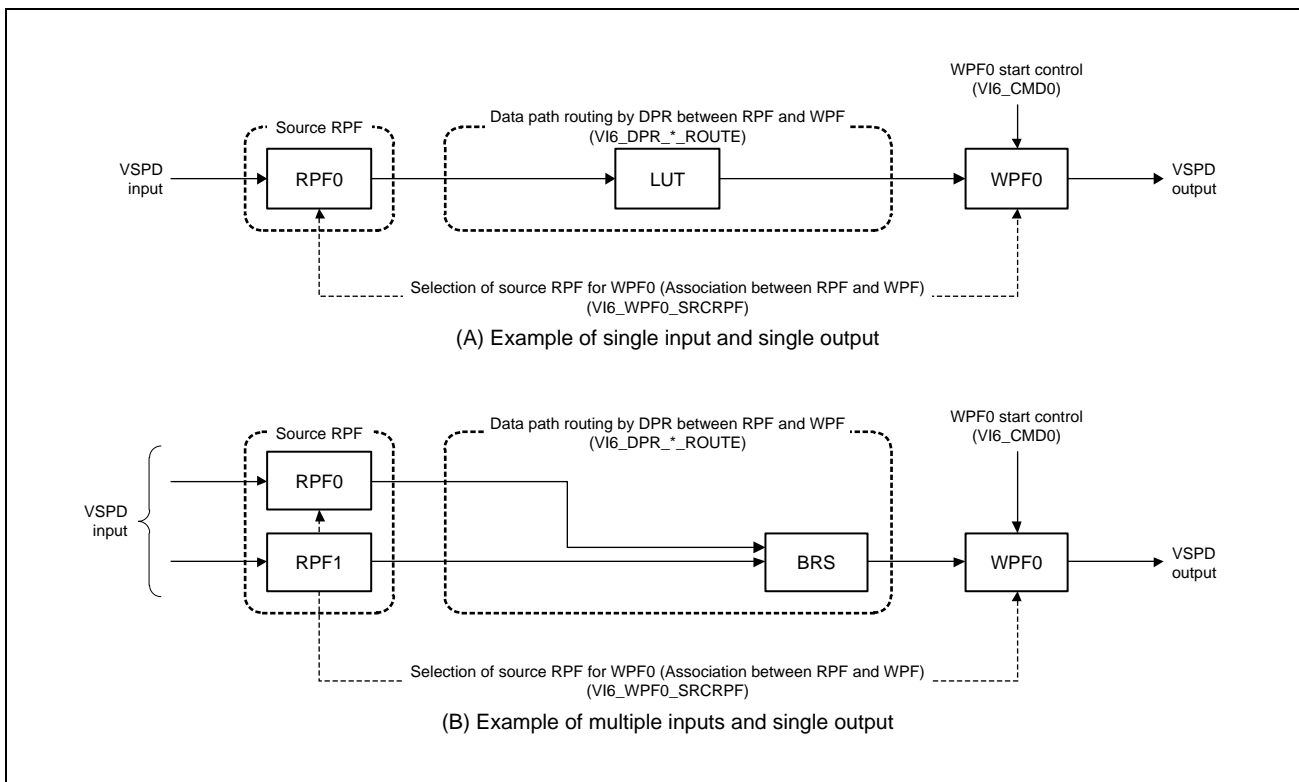 WPF0 start control
(VI6_CMD0)
Data path routing by DPR between RPF and WPF
(VI6_DPR_*_ROUTE)
Source RPF
VSPD
input
RPF0
LUT
WPF0
VSPD
output
Selection of source RPF for WPF0 (Association between RPF and WPF)
(VI6_WPF0_SRCRPF)
(A) Example of single input and single output
WPF0 start control
(VI6_CMD0)
Data path routing by DPR between RPF and WPF
(VI6_DPR_*_ROUTE)
Source RPF
RPF0
VSPD
input
RPF1
BRS
WPF0
VSPD
output
Selection of source RPF for WPF0 (Association between RPF and WPF)
(VI6_WPF0_SRCRPF)
(B) Example of multiple inputs and single output